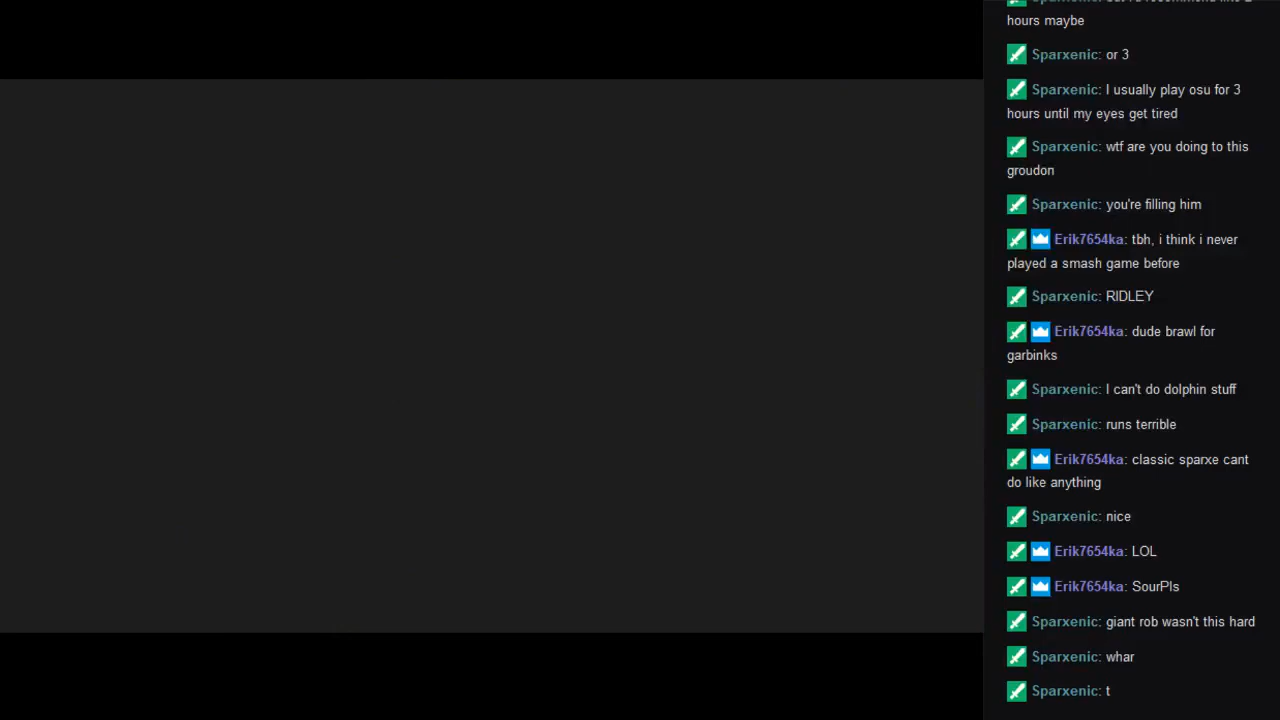 hours maybe
Sparxenic: or 3
Sparxenic: I usually play osu for 3
hours until my eyes get tired
Sparxenic: wtf are you doing to this
groudon
Sparxenic: you're filling him
Erik7654ka: tbh, i think i never
played a smash game before
Sparxenic: RIDLEY
Erik7654ka: dude brawl for
garbinks
Sparxenic: I can't do dolphin stuff
Sparxenic: runs terrible
Erik7654ka: classic sparxe cant
do like anything
Sparxenic: nice
Erik7654ka: LOL
Erik7654ka: SourPls
Sparxenic: giant rob wasn't this hard
Sparxenic: whar
Sparxenic: t